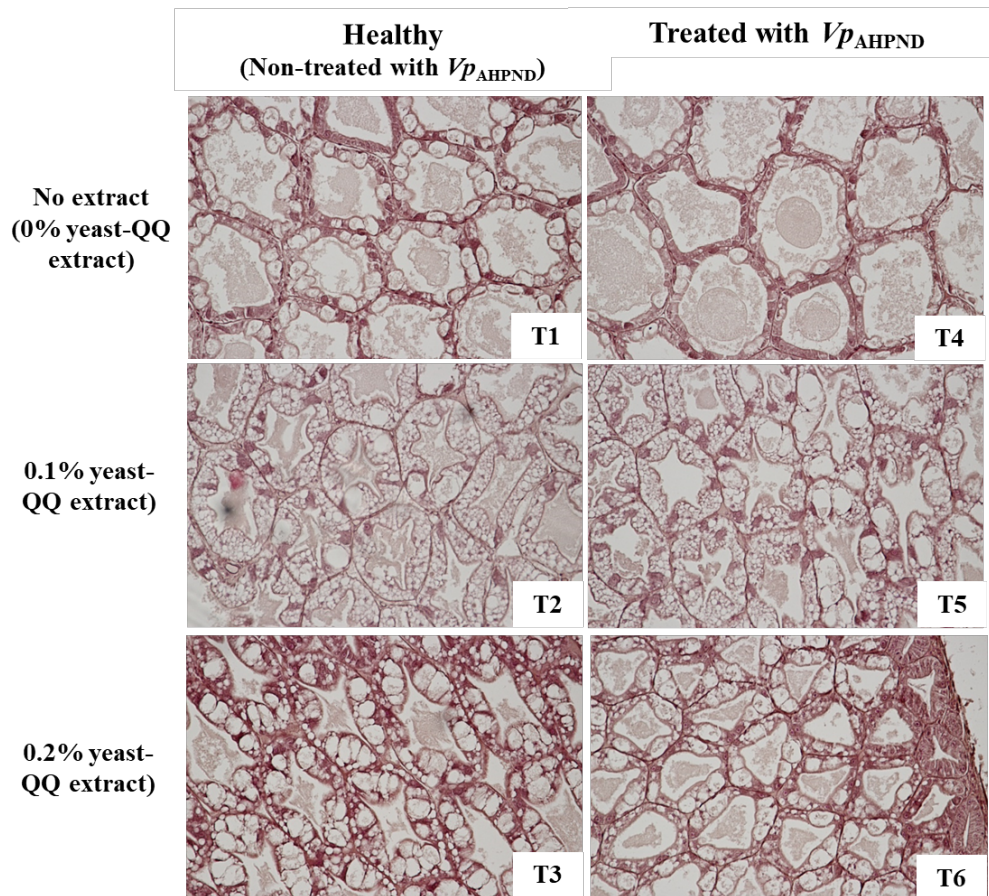 Healthy
(Non-treated with VpAHPND)
Treated with VpAHPND
No extract
(0% yeast-QQ
extract)
T1
T4
0.1% yeast-
QQ extract)
T2
T5
0.2% yeast-
QQ extract)
T3
T6